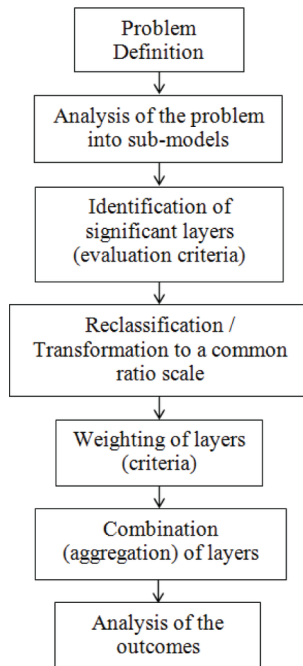 Problem
Definition
Analysis of the problem
into sub-models
Identification of
significant layers
(evaluation criteria)
Reclassification /
Transformation to a common
ratio scale
Weighting of layers
(criteria)
Combination
(aggregation) of layers
Analysis of the
outcomes